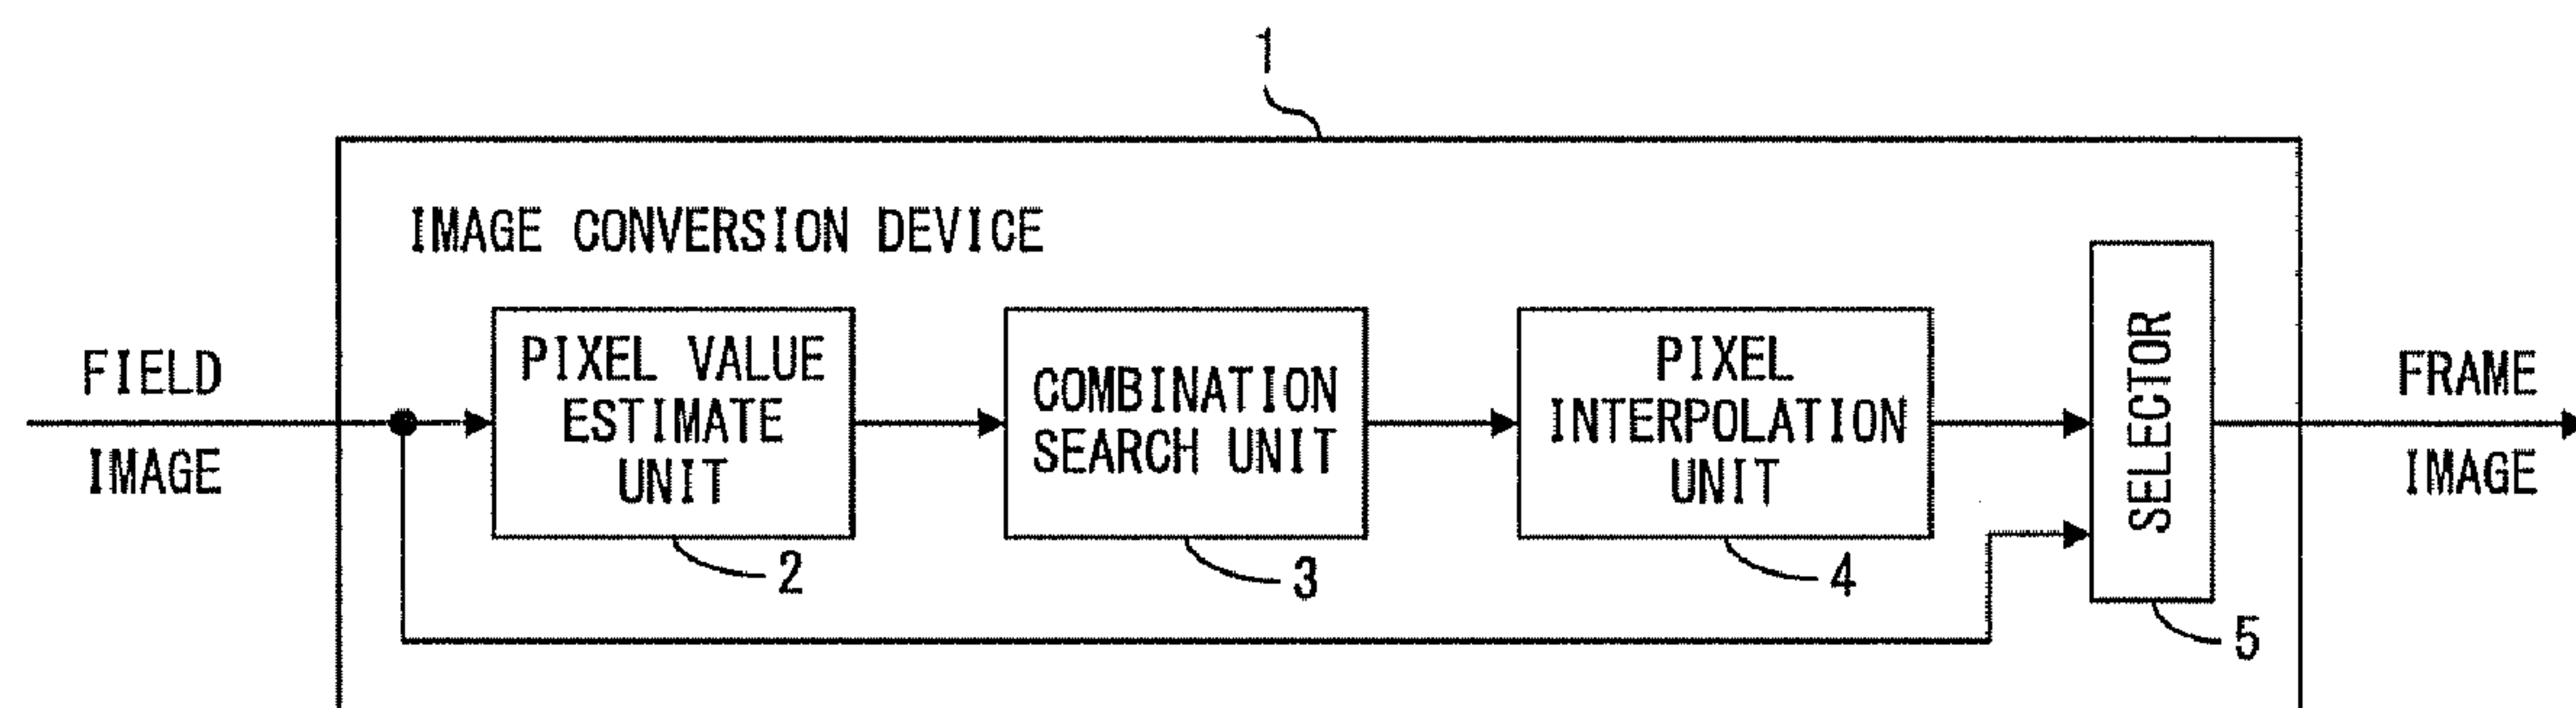 1
IMAGE CONVERSION DEVICE
FIELD
IMAGE
PIXEL VALUE
ESTIMATE
UNIT
2
COMBINATION
SEARCH UNIT
3
PIXEL
INTERPOLATION
UNIT
4
SELECTOR
5
FRAME
IMAGE